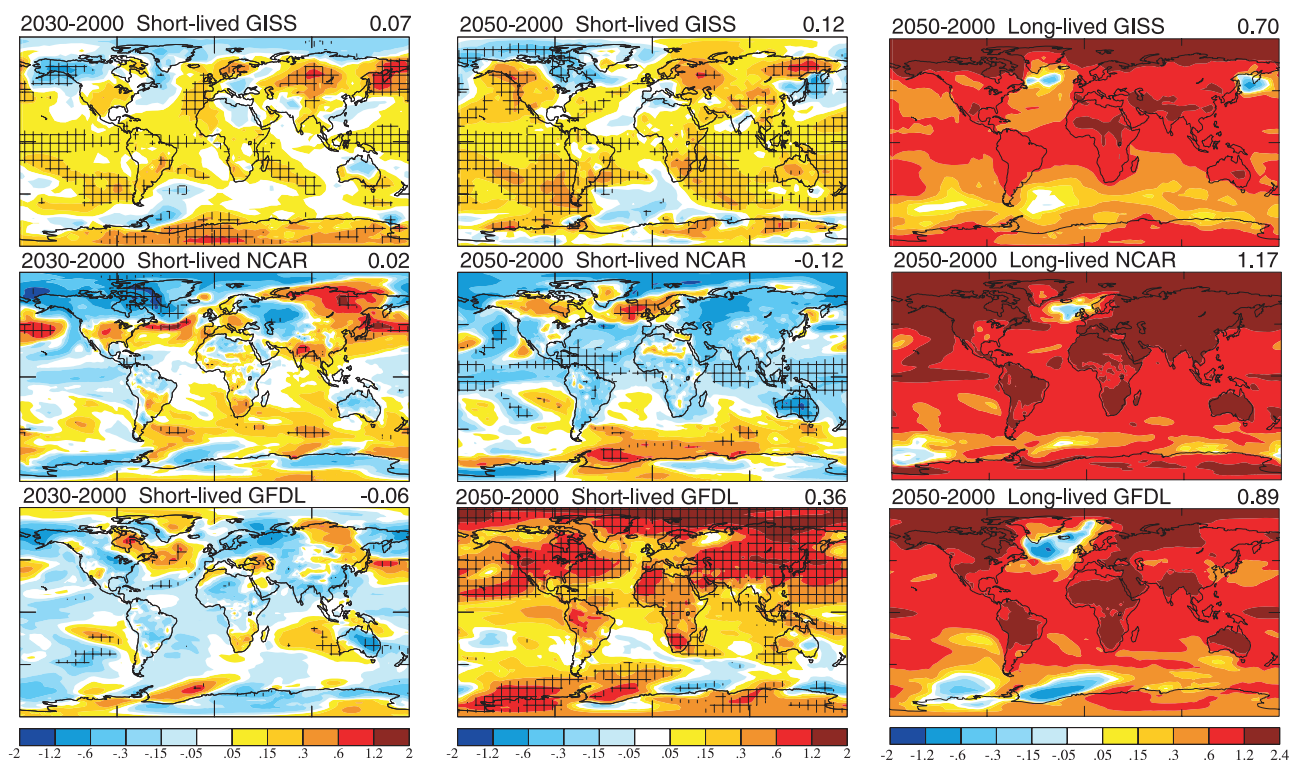 2030-2000 Short-lived GISS 0.07
2050-2000 Short-lived GISS 0.12
2050-2000 Long-lived GISS 0.70
2030-2000 Short-lived NCAR 0.02
2050-2000 Short-lived NCAR -0.12
2050-2000 Long-lived NCAR 1.17
2030-2000 Short-lived GFDL -0.06
2050-2000 Short-lived GFDL 0.36
2050-2000 Long-lived GFDL 0.89
-2 -1.2 -.6 -.3 -.15 -.05 .05 .15 .3 .6 1.2 2
-2 -1.2 -.6 -.3 -.15 -.05 .05 .15 .3 .6 1.2 2
-2 -1.2 -.6 -.3 -.15 -.05 .05 .15 .3 .6 1.2 2.4